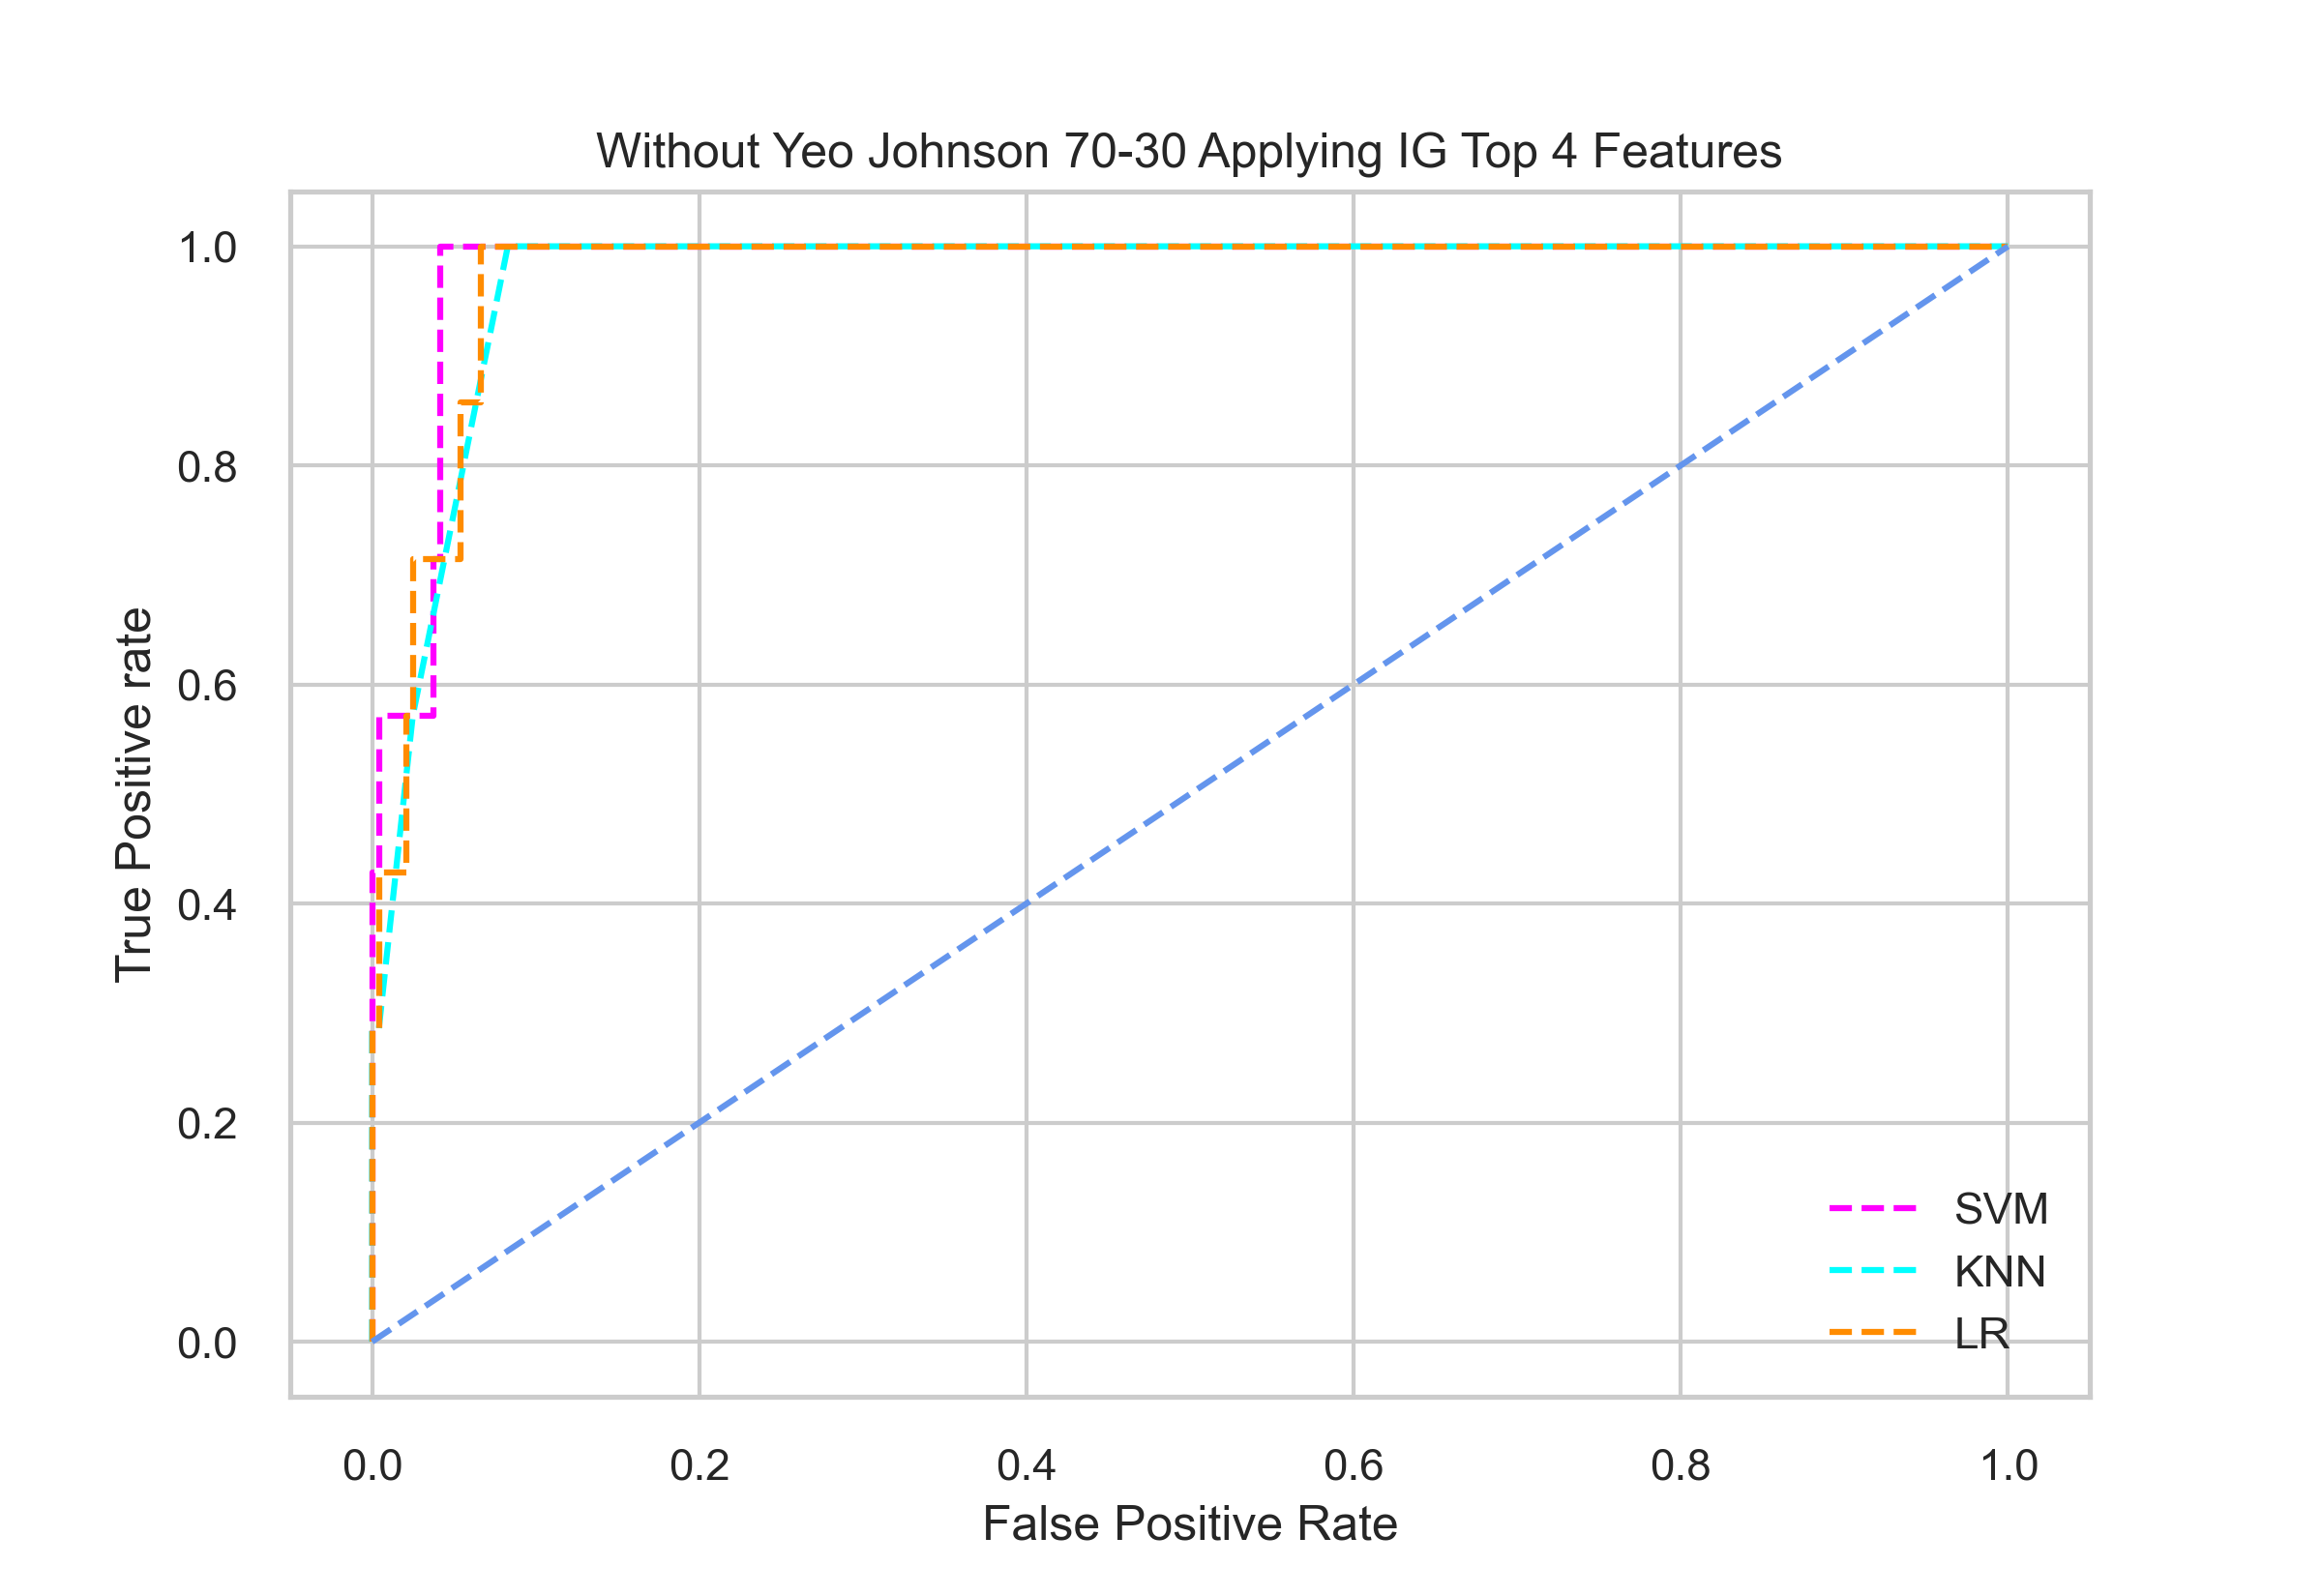 Without Yeo Johnson 70-30 Applying IG Top 4 Features
1.0
0.8
0.6
0.4
0.2
0.0
True Positive rate
SVM
KNN
LR
0.0 0.2 0.4 0.6 0.8 1.0
False Positive Rate